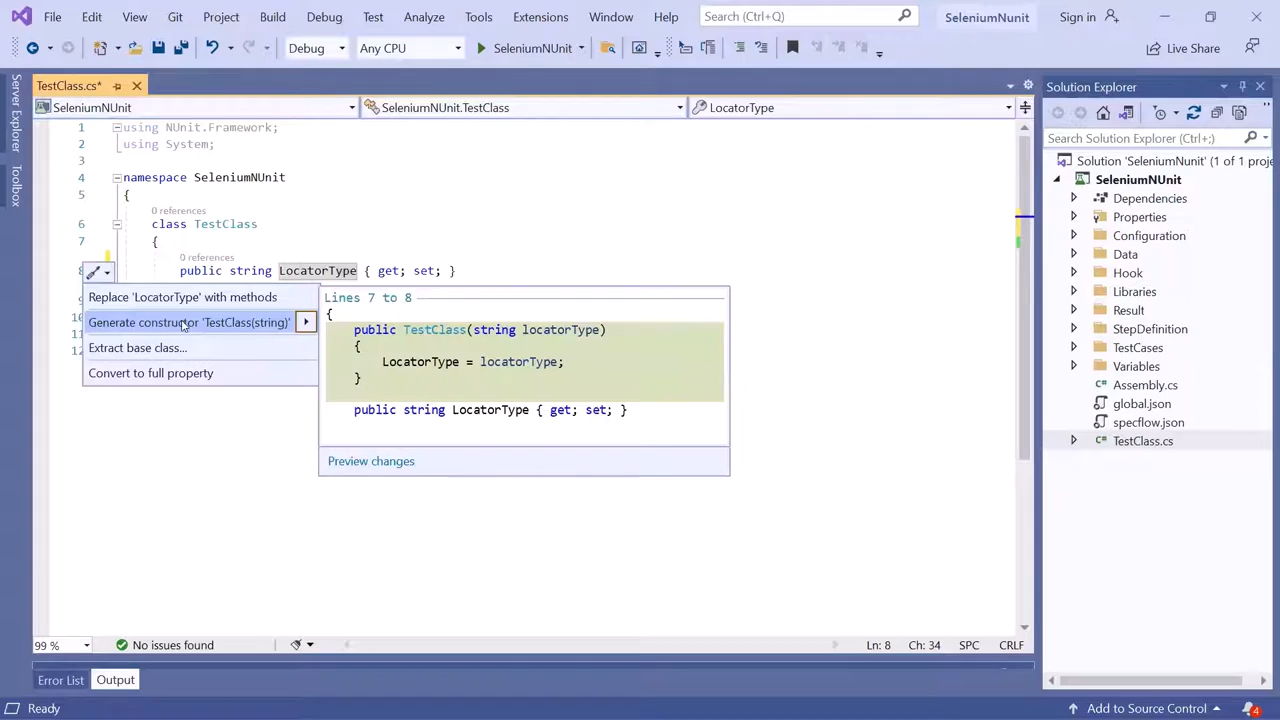 File Edit View Git Project Build Debug Test Analyze Tools Extensions Window Help Search (Ctrl+Q) SeleniumNunit Sign in
Debug Any CPU SeleniumNUnit Live Share
Server Explorer
Toolbox
TestClass.cs*
SeleniumNUnit SeleniumNUnit.TestClass LocatorType
1 using NUnit.Framework;
2 using System;
3
4 namespace SeleniumNUnit
5 {
0 references
6 class TestClass
7 {
0 references
8 public string LocatorType { get; set; }
Replace 'LocatorType' with methods
Generate constructor 'TestClass(string)'
Extract base class...
Convert to full property
Lines 7 to 8
{
public TestClass(string locatorType)
{
LocatorType = locatorType;
}
public string LocatorType { get; set; }
Preview changes
99 % No issues found Ln: 8 Ch: 34 SPC CRLF
Error List Output
Ready Add to Source Control 4
Solution Explorer
Search Solution Explorer (Ctrl+;)
Solution 'SeleniumNunit' (1 of 1 proje
SeleniumNUnit
Dependencies
Properties
Configuration
Data
Hook
Libraries
Result
StepDefinition
TestCases
Variables
Assembly.cs
global.json
specflow.json
TestClass.cs